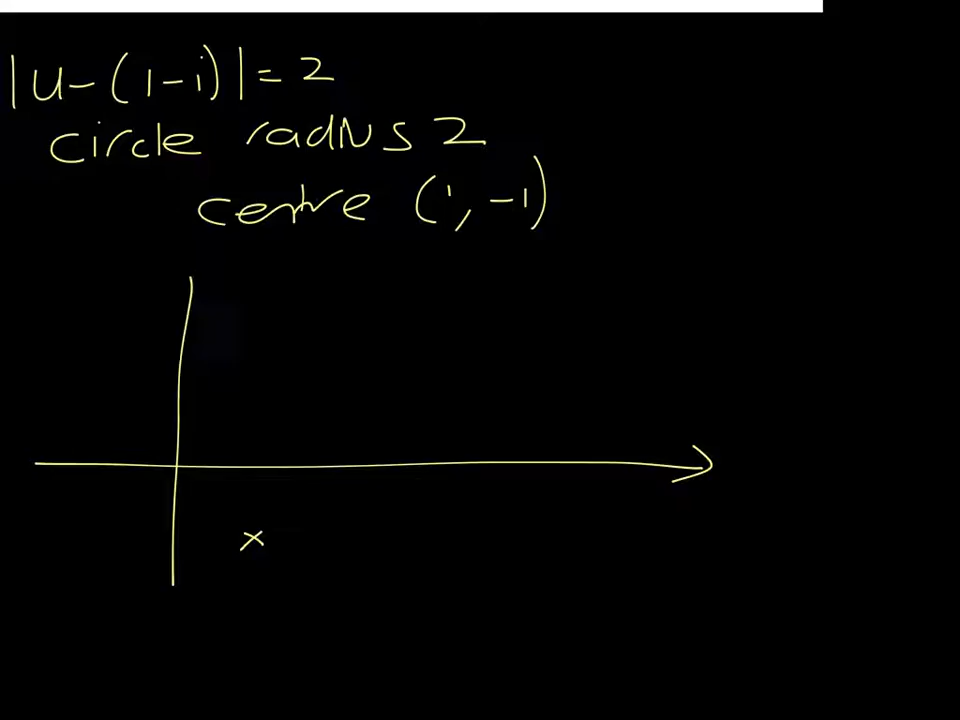 |u-(1-i)|=2
circle radius 2
centre (1,-1)